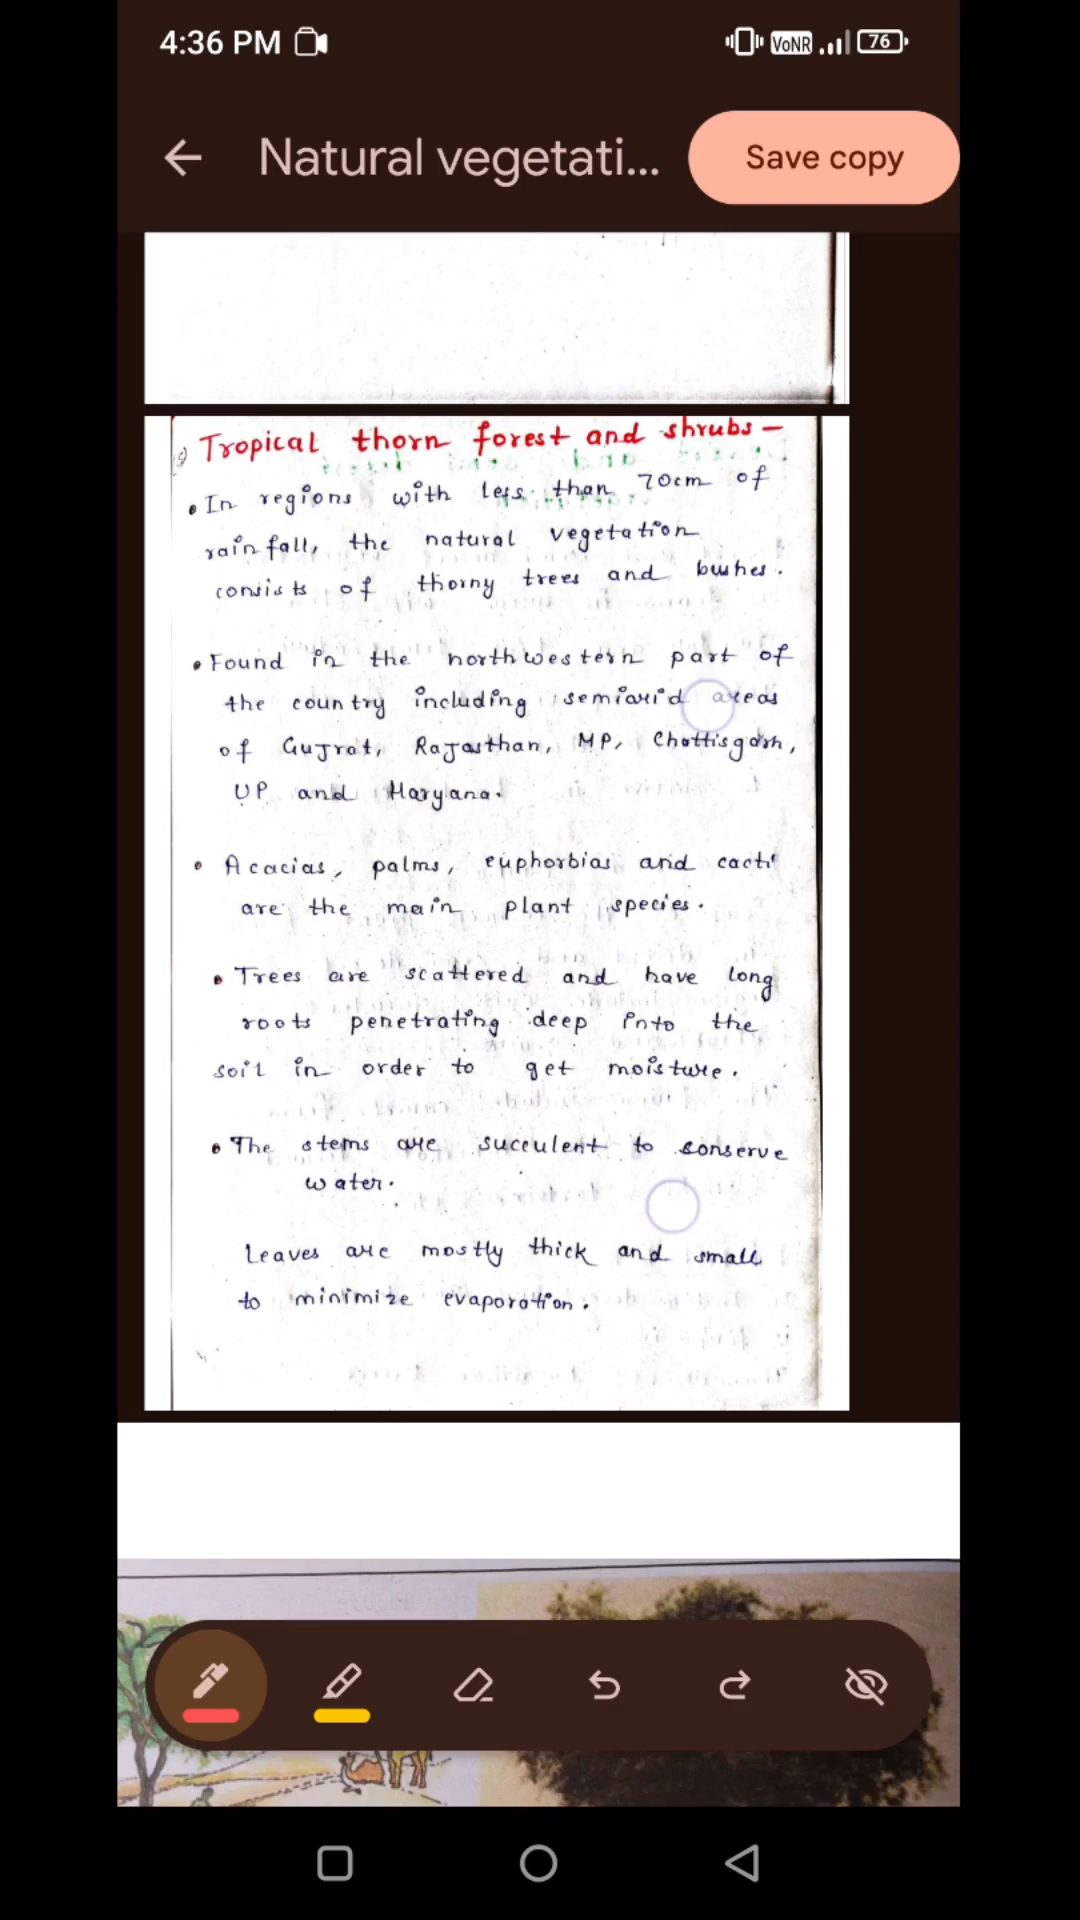 4:36 PM
VoNR
76
Natural vegetati...
Save copy
Tropical thorn forest and shrubs —
• In regions with less than 70cm of
rainfall, the natural vegetation
consists of thorny trees and bushes.
• Found in the northwestern part of
the country including semiarid areas
of Gujrat, Rajasthan, MP, Chattisgarh,
UP and Haryana.
• Acacias, palms, euphorbias and cacti
are the main plant species.
• Trees are scattered and have long
roots penetrating deep into the
soil in order to get moisture.
• The stems are succulent to conserve
water.
Leaves are mostly thick and small
to minimize evaporation.